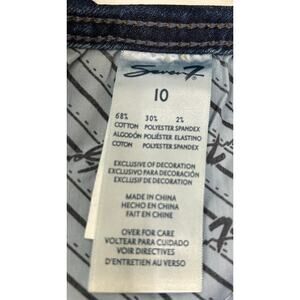 Seven7
10
68% 30% 2%
COTTON POLYESTER SPANDEX
ALGODÓN POLIÉSTER ELASTINO
COTON POLYESTER SPANDEX
EXCLUSIVE OF DECORATION
EXCLUSIVO PARA DECORACIÓN
EXCLUSIF DE DECORATION
MADE IN CHINA
HECHO EN CHINA
FAIT EN CHINE
OVER FOR CARE
VOLTEAR PARA CUIDADO
VOIR DIRECTIVES
D'ENTRETIEN AU VERSO